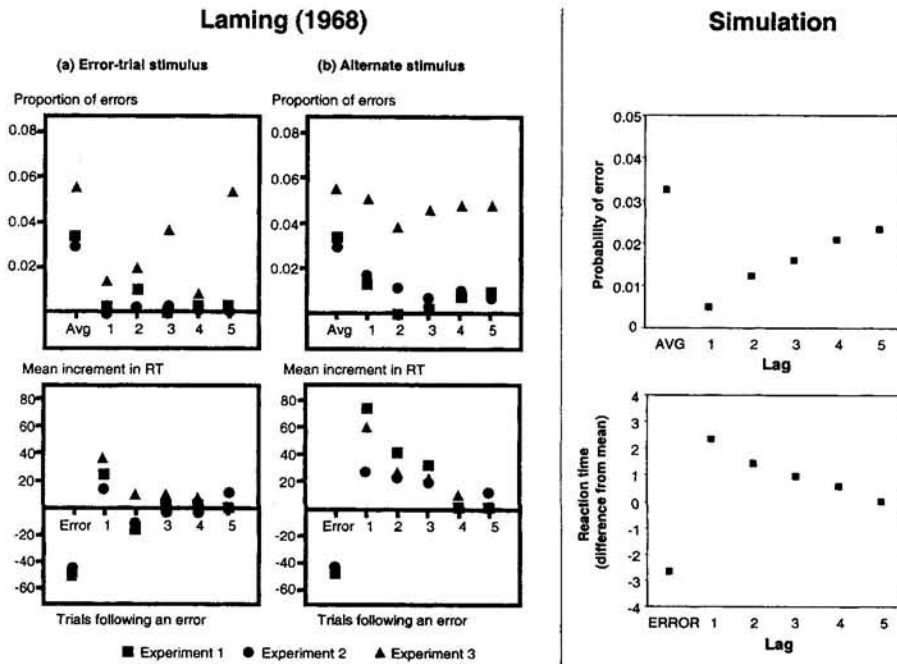 Laming (1968)
(a) Error-trial stimulus
(b) Alternate stimulus
Proportion of errors
0.08
0.06
0.04
0.02
Avg 1 2 3 4 5
Proportion of errors
0.08
0.06
0.04
0.02
Avg 1 2 3 4 5
Mean increment in RT
80
60
40
20
-20
-40
-60
Error 1 2 3 4 5
Trials following an error
Mean increment in RT
80
60
40
20
-20
-40
-60
Error 1 2 3 4 5
Trials following an error
Experiment 1 Experiment 2 Experiment 3
Simulation
Probability of error
0.05
0.04
0.03
0.02
0.01
0
AVG 1 2 3 4 5
Lag
Reaction time
(difference from mean)
4
3
2
1
0
-1
-2
-3
-4
ERROR 1 2 3 4 5
Lag